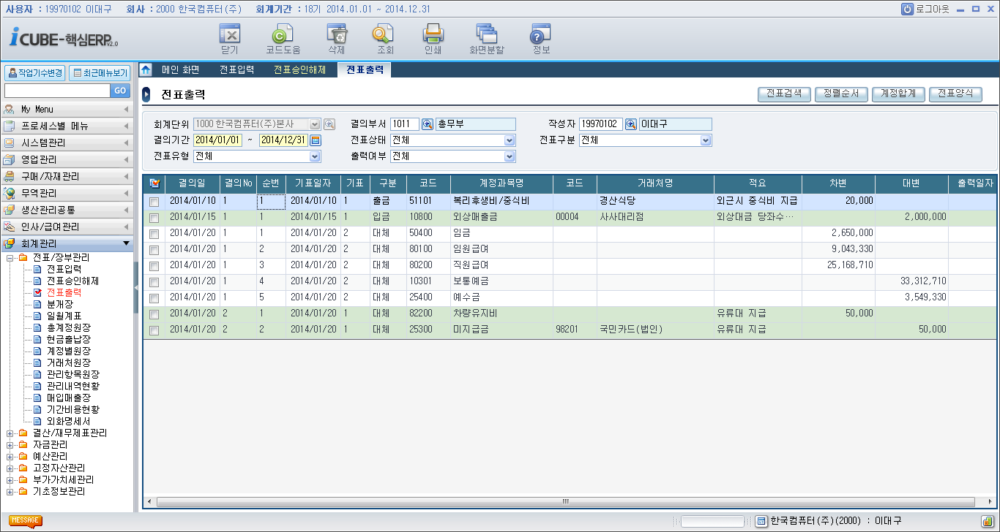 사용자 : 19970102 이대구 회사 : 2000 한국컴퓨터(주) 회계기간 : 18기 2014.01.01 ~ 2014.12.31 로그아웃
iCUBE-핵심ERP v2.0
닫기 코드도움 삭제 조회 인쇄 화면분할 정보
작업기수변경 최근메뉴보기
GO
메인 화면 전표입력 전표승인해제 전표출력
전표출력 전표검색 정렬순서 계정합계 전표양식
My Menu
프로세스별 메뉴
시스템관리
영업관리
구매/자재관리
무역관리
생산관리공통
인사/급여관리
회계관리
전표/장부관리
전표입력
전표승인해제
전표출력
분개장
일월계표
총계정원장
현금출납장
계정별원장
거래처원장
관리항목원장
관리내역현황
매입매출장
기간비용현황
외화명세서
결산/재무제표관리
자금관리
예산관리
고정자산관리
부가가치세관리
기초정보관리
회계단위 1000 한국컴퓨터(주)본사 결의부서 1011 총무부 작성자 19970102 이대구
결의기간 2014/01/01 ~ 2014/12/31 전표상태 전체 전표구분 전체
전표유형 전체 출력여부 전체
결의일 결의No 순번 기표일자 기표 구분 코드 계정과목명 코드 거래처명 적요 차변 대변 출력일자
2014/01/10 1 1 2014/01/10 1 출금 51101 복리후생비/중식비 경산식당 외근시 중식비 지급 20,000
2014/01/15 1 1 2014/01/15 1 입금 10800 외상매출금 00004 사사대리점 외상대금 당좌수… 2,000,000
2014/01/20 1 1 2014/01/20 2 대체 50400 임금 2,650,000
2014/01/20 1 2 2014/01/20 2 대체 80100 임원급여 9,043,330
2014/01/20 1 3 2014/01/20 2 대체 80200 직원급여 25,168,710
2014/01/20 1 4 2014/01/20 2 대체 10301 보통예금 33,312,710
2014/01/20 1 5 2014/01/20 2 대체 25400 예수금 3,549,330
2014/01/20 2 1 2014/01/20 1 대체 82200 차량유지비 유류대 지급 50,000
2014/01/20 2 2 2014/01/20 1 대체 25300 미지급금 98201 국민카드(법인) 유류대 지급 50,000
MESSAGE
한국컴퓨터(주)(2000) : 이대구